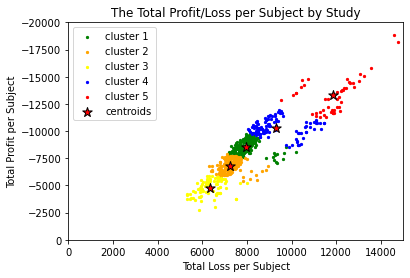 The Total Profit/Loss per Subject by Study
−20000
−17500
−15000
−12500
−10000
−7500
−5000
−2500
0
Total Profit per Subject
cluster 1
cluster 2
cluster 3
cluster 4
cluster 5
centroids
0 2000 4000 6000 8000 10000 12000 14000
Total Loss per Subject